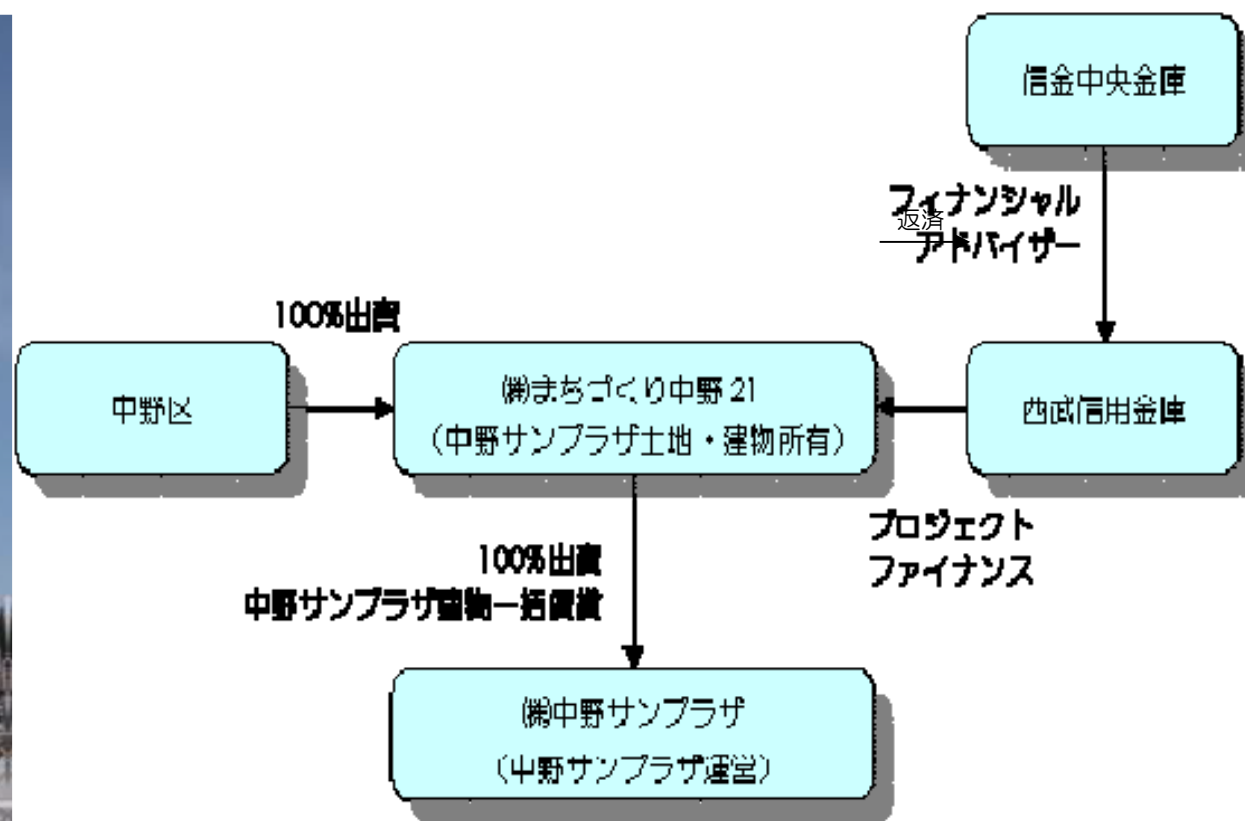 信金中央金庫
フィナンシャル
返済
アドバイザー
100%出資
中野区
㈱まちづくり中野21
（中野サンプラザ土地・建物所有）
西武信用金庫
プロジェクト
ファイナンス
100%出資
中野サンプラザ建物一括賃貸
㈱中野サンプラザ
（中野サンプラザ運営）